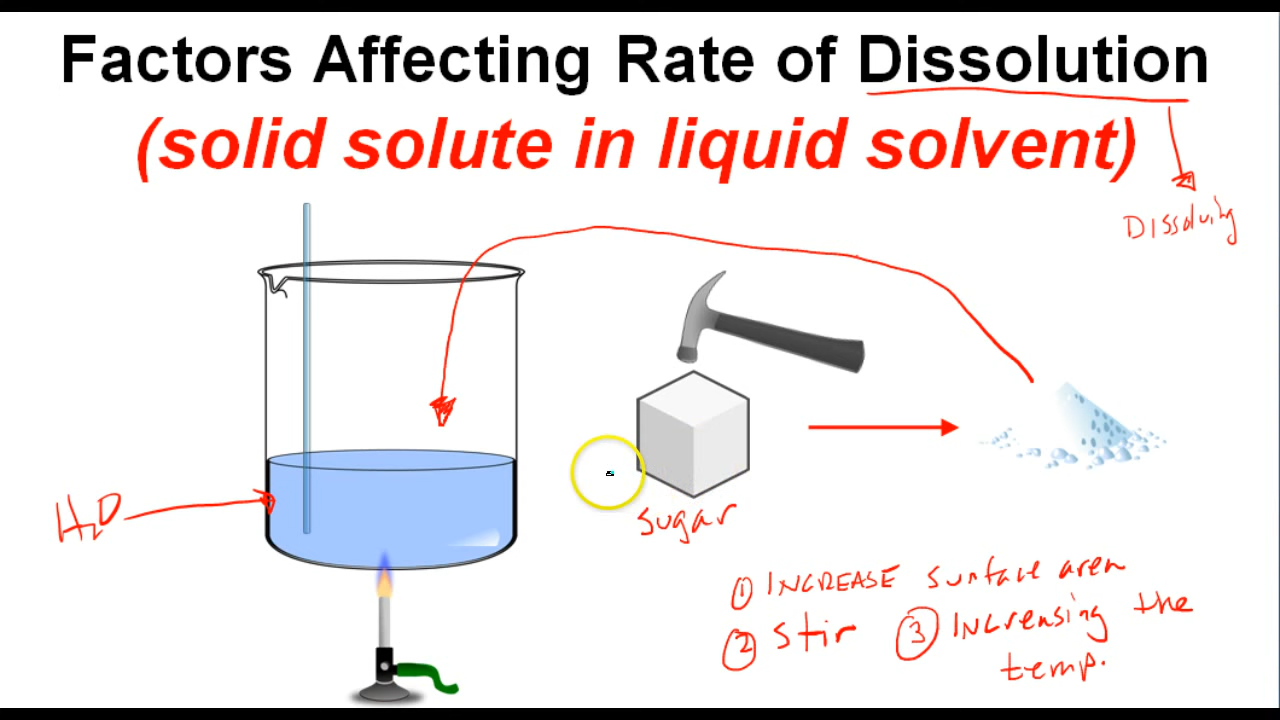 Factors Affecting Rate of Dissolution
(solid solute in liquid solvent)
Dissolving
H2O
sugar
① INCREASE surface area
② Stir ③ INCreasing the
temp.